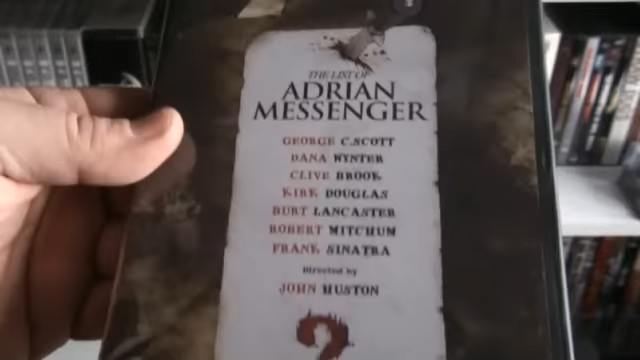 THE LIST OF
ADRIAN
MESSENGER
GEORGE C.SCOTT
DANA WYNTER
CLIVE BROOK
KIRK DOUGLAS
BURT LANCASTER
ROBERT MITCHUM
FRANK SINATRA
Directed by
JOHN HUSTON
?